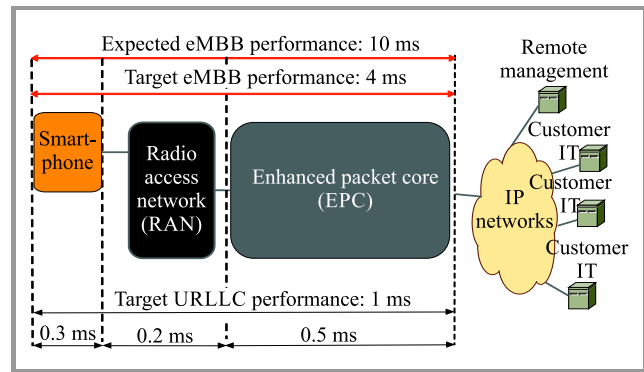 Expected eMBB performance: 10 ms
Target eMBB performance: 4 ms
Smart-
phone
Radio
access
network
(RAN)
Enhanced packet core
(EPC)
Remote
management
Customer
IT
Customer
IT
Customer
IT
IP
networks
Target URLLC performance: 1 ms
0.3 ms
0.2 ms
0.5 ms